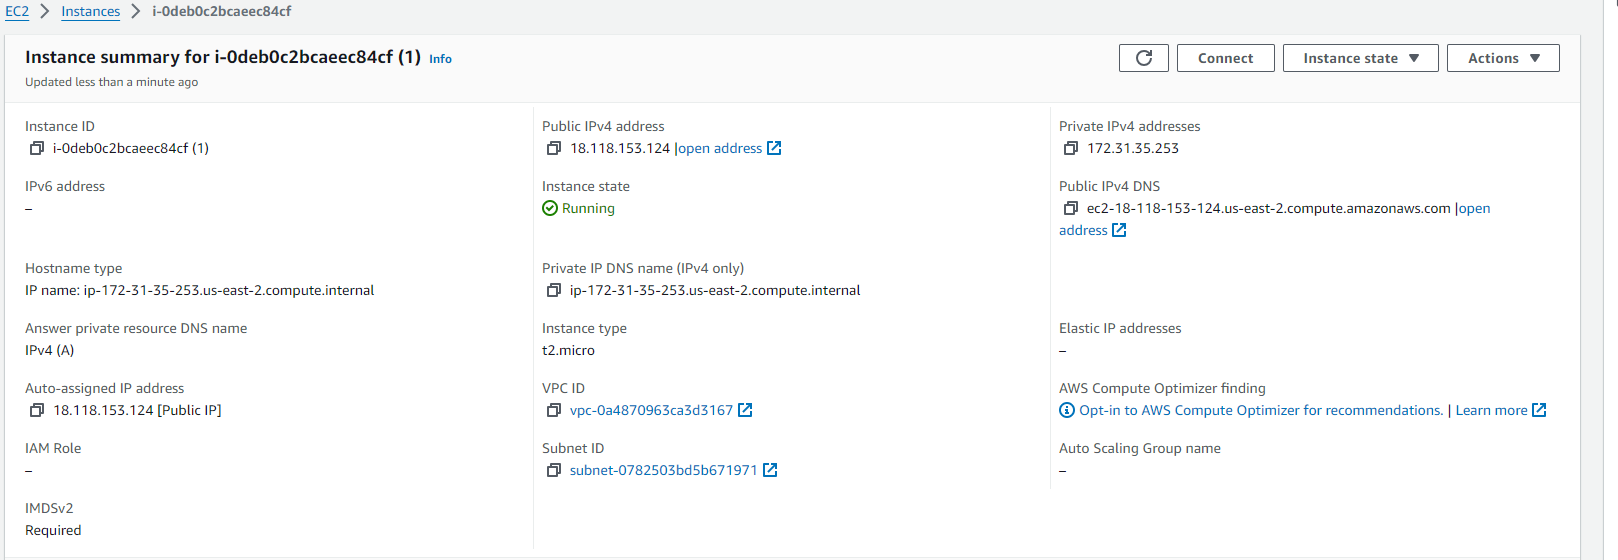 EC2 > Instances > i-0deb0c2bcaeec84cf
Instance summary for i-0deb0c2bcaeec84cf (1) Info
Updated less than a minute ago
Connect
Instance state
Actions
Instance ID
i-0deb0c2bcaeec84cf (1)
Public IPv4 address
18.118.153.124 |open address
Private IPv4 addresses
172.31.35.253
IPv6 address
–
Instance state
Running
Public IPv4 DNS
ec2-18-118-153-124.us-east-2.compute.amazonaws.com |open
address
Hostname type
IP name: ip-172-31-35-253.us-east-2.compute.internal
Private IP DNS name (IPv4 only)
ip-172-31-35-253.us-east-2.compute.internal
Answer private resource DNS name
IPv4 (A)
Instance type
t2.micro
Elastic IP addresses
–
Auto-assigned IP address
18.118.153.124 [Public IP]
VPC ID
vpc-0a4870963ca3d3167
AWS Compute Optimizer finding
Opt-in to AWS Compute Optimizer for recommendations. | Learn more
IAM Role
–
Subnet ID
subnet-0782503bd5b671971
Auto Scaling Group name
–
IMDSv2
Required